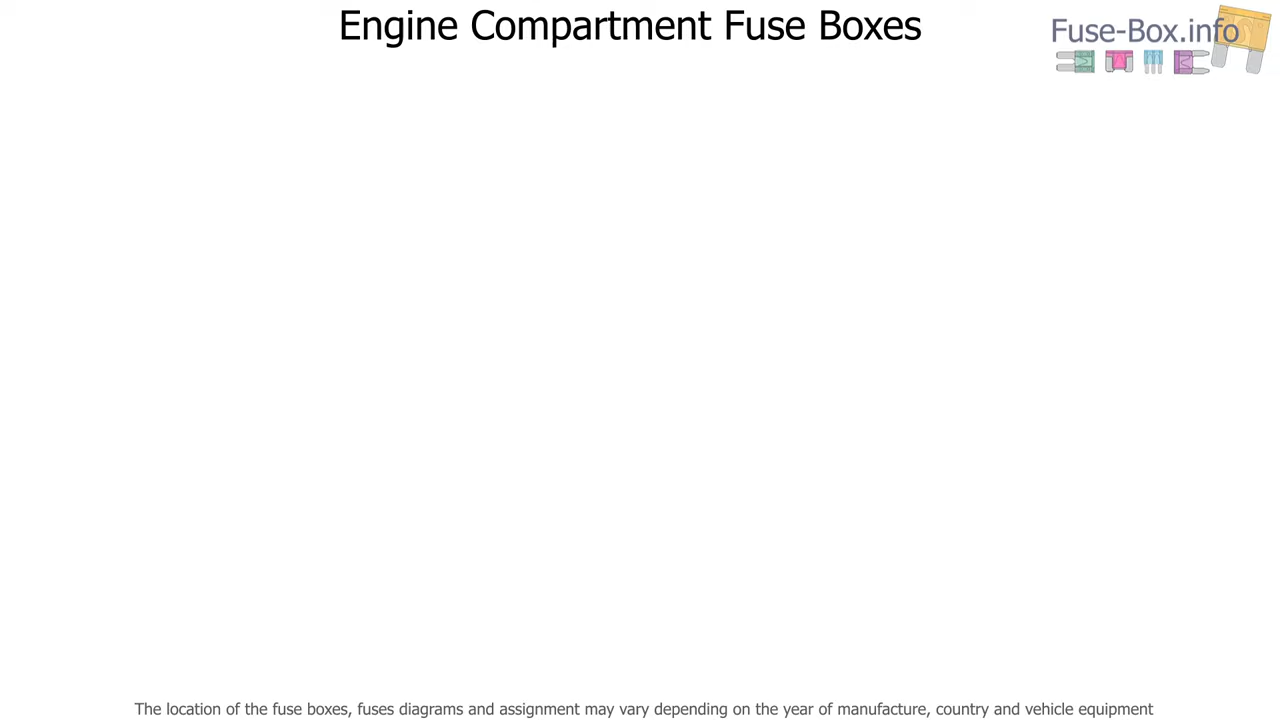 Engine Compartment Fuse Boxes
Fuse-Box.info
The location of the fuse boxes, fuses diagrams and assignment may vary depending on the year of manufacture, country and vehicle equipment